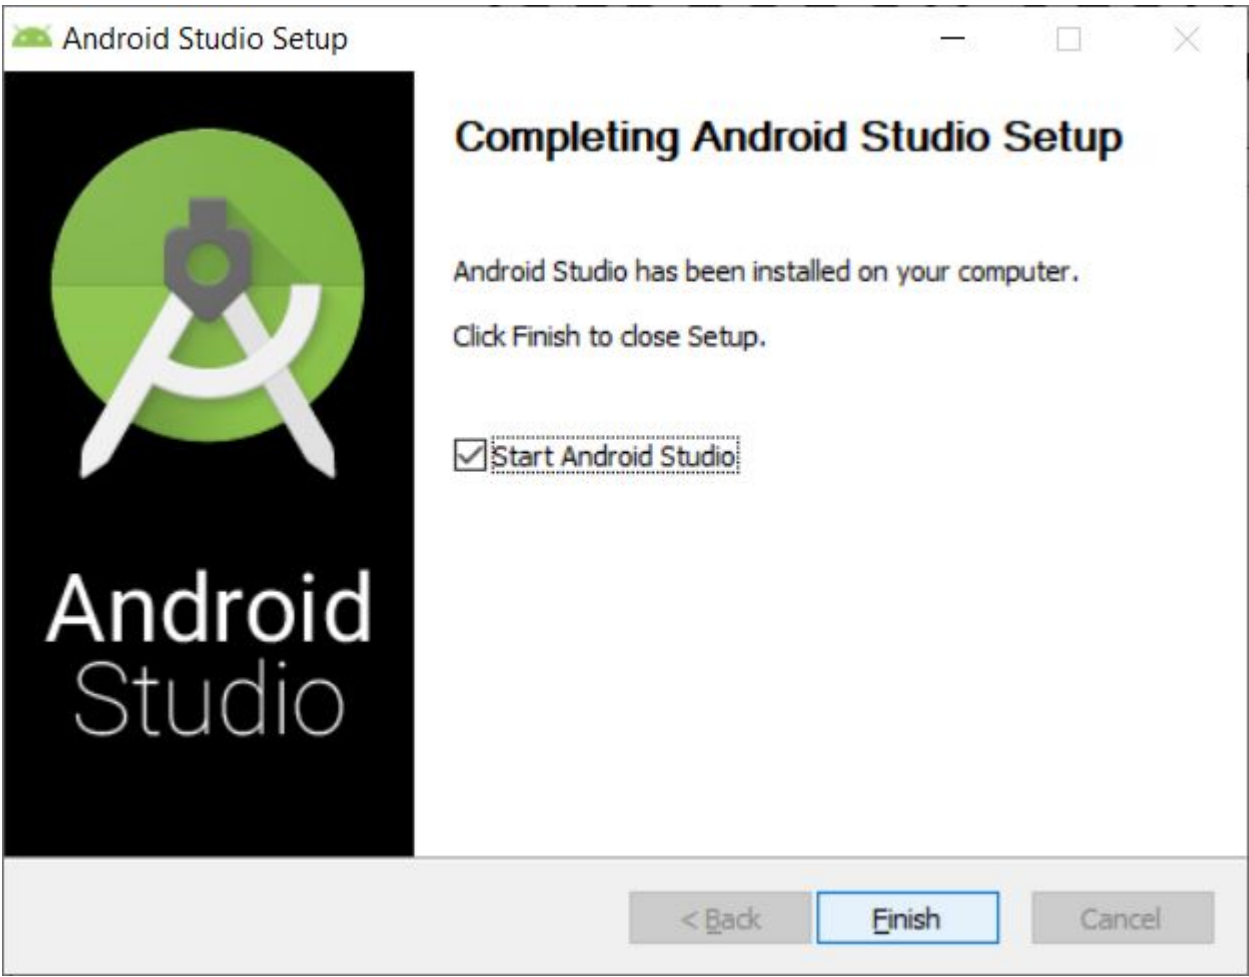 Android Studio Setup
Completing Android Studio Setup
Android Studio has been installed on your computer.
Click Finish to close Setup.
Start Android Studio
Android
Studio
< Back
Finish
Cancel